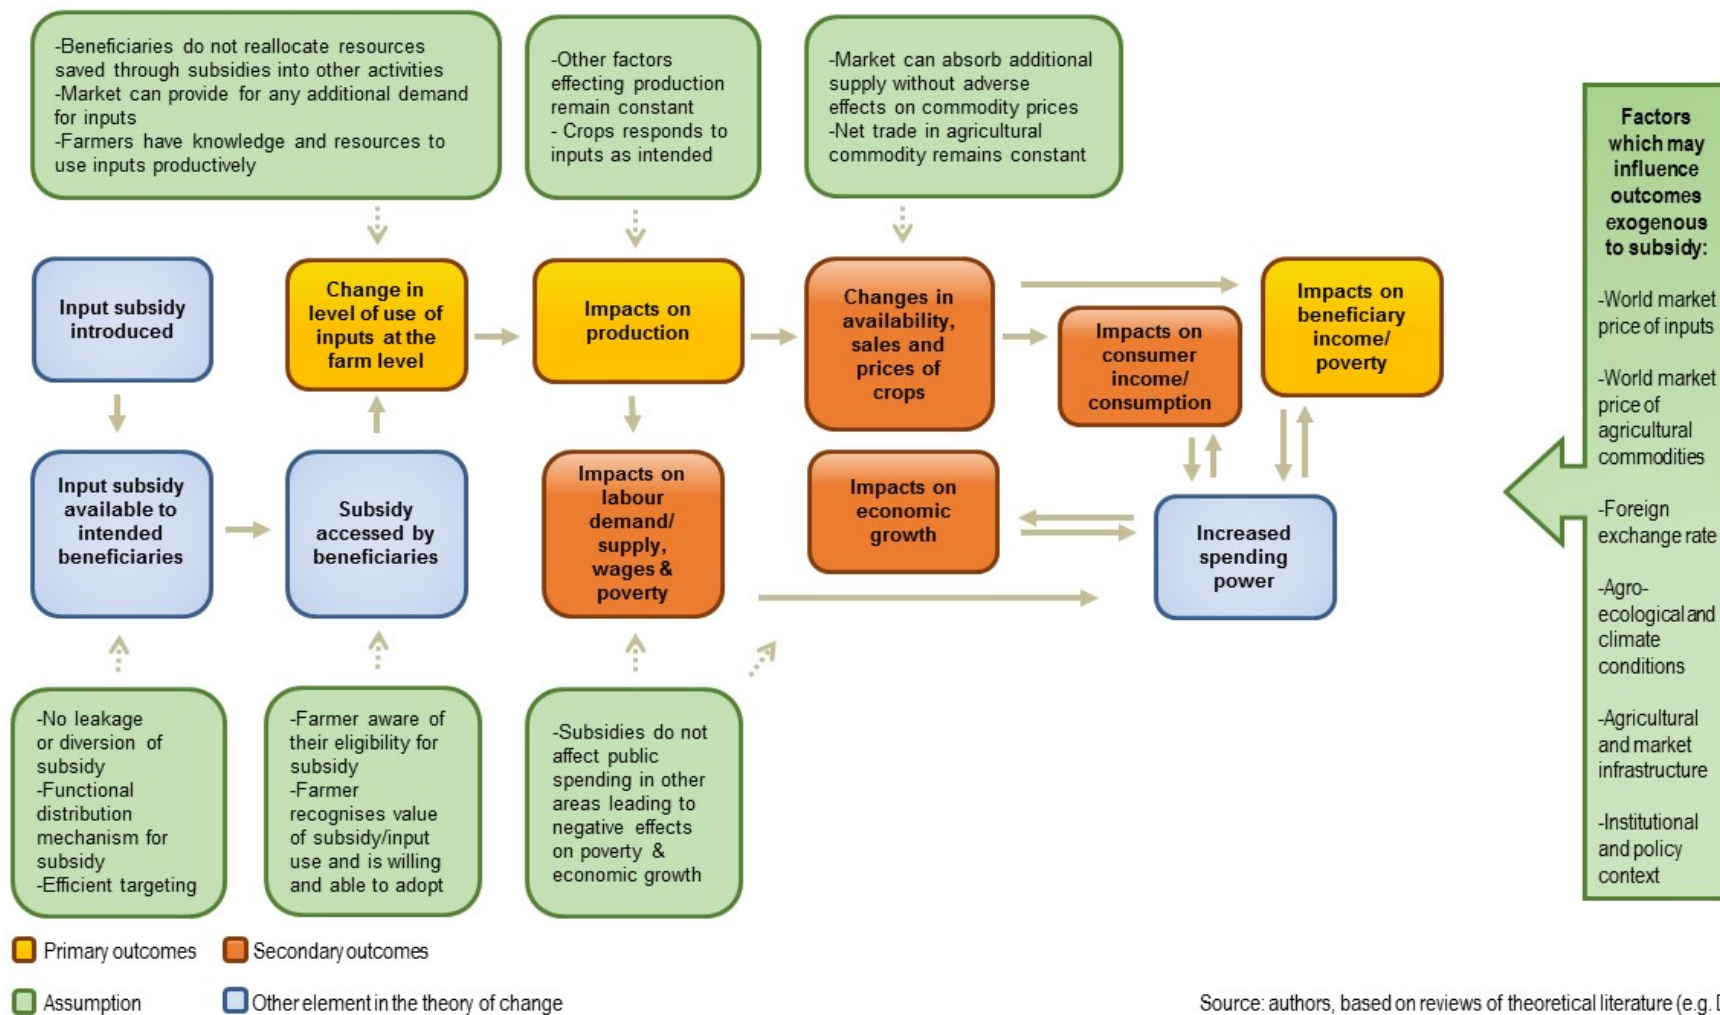 -Beneficiaries do not reallocate resources
saved through subsidies into other activities
-Market can provide for any additional demand
for inputs
-Farmers have knowledge and resources to
use inputs productively
-Other factors
effecting production
remain constant
- Crops responds to
inputs as intended
-Market can absorb additional
supply without adverse
effects on commodity prices
-Net trade in agricultural
commodity remains constant
Input subsidy
introduced
Change in
level of use of
inputs at the
farm level
Impacts on
production
Changes in
availability,
sales and
prices of
crops
Impacts on
consumer
income/
consumption
Impacts on
beneficiary
income/
poverty
Input subsidy
available to
intended
beneficiaries
Subsidy
accessed by
beneficiaries
Impacts on
labour
demand/
supply,
wages &
poverty
Impacts on
economic
growth
Increased
spending
power
-No leakage
or diversion of
subsidy
-Functional
distribution
mechanism for
subsidy
-Efficient targeting
-Farmer aware of
their eligibility for
subsidy
-Farmer
recognises value
of subsidy/input
use and is willing
and able to adopt
-Subsidies do not
affect public
spending in other
areas leading to
negative effects
on poverty &
economic growth
Factors
which may
influence
outcomes
exogenous
to subsidy:
-World market
price of inputs
-World market
price of
agricultural
commodities
-Foreign
exchange rate
-Agro-
ecological and
climate
conditions
-Agricultural
and market
infrastructure
-Institutional
and policy
context
Primary outcomes
Secondary outcomes
Assumption
Other element in the theory of change
Source: authors, based on reviews of theoretical literature (e.g.